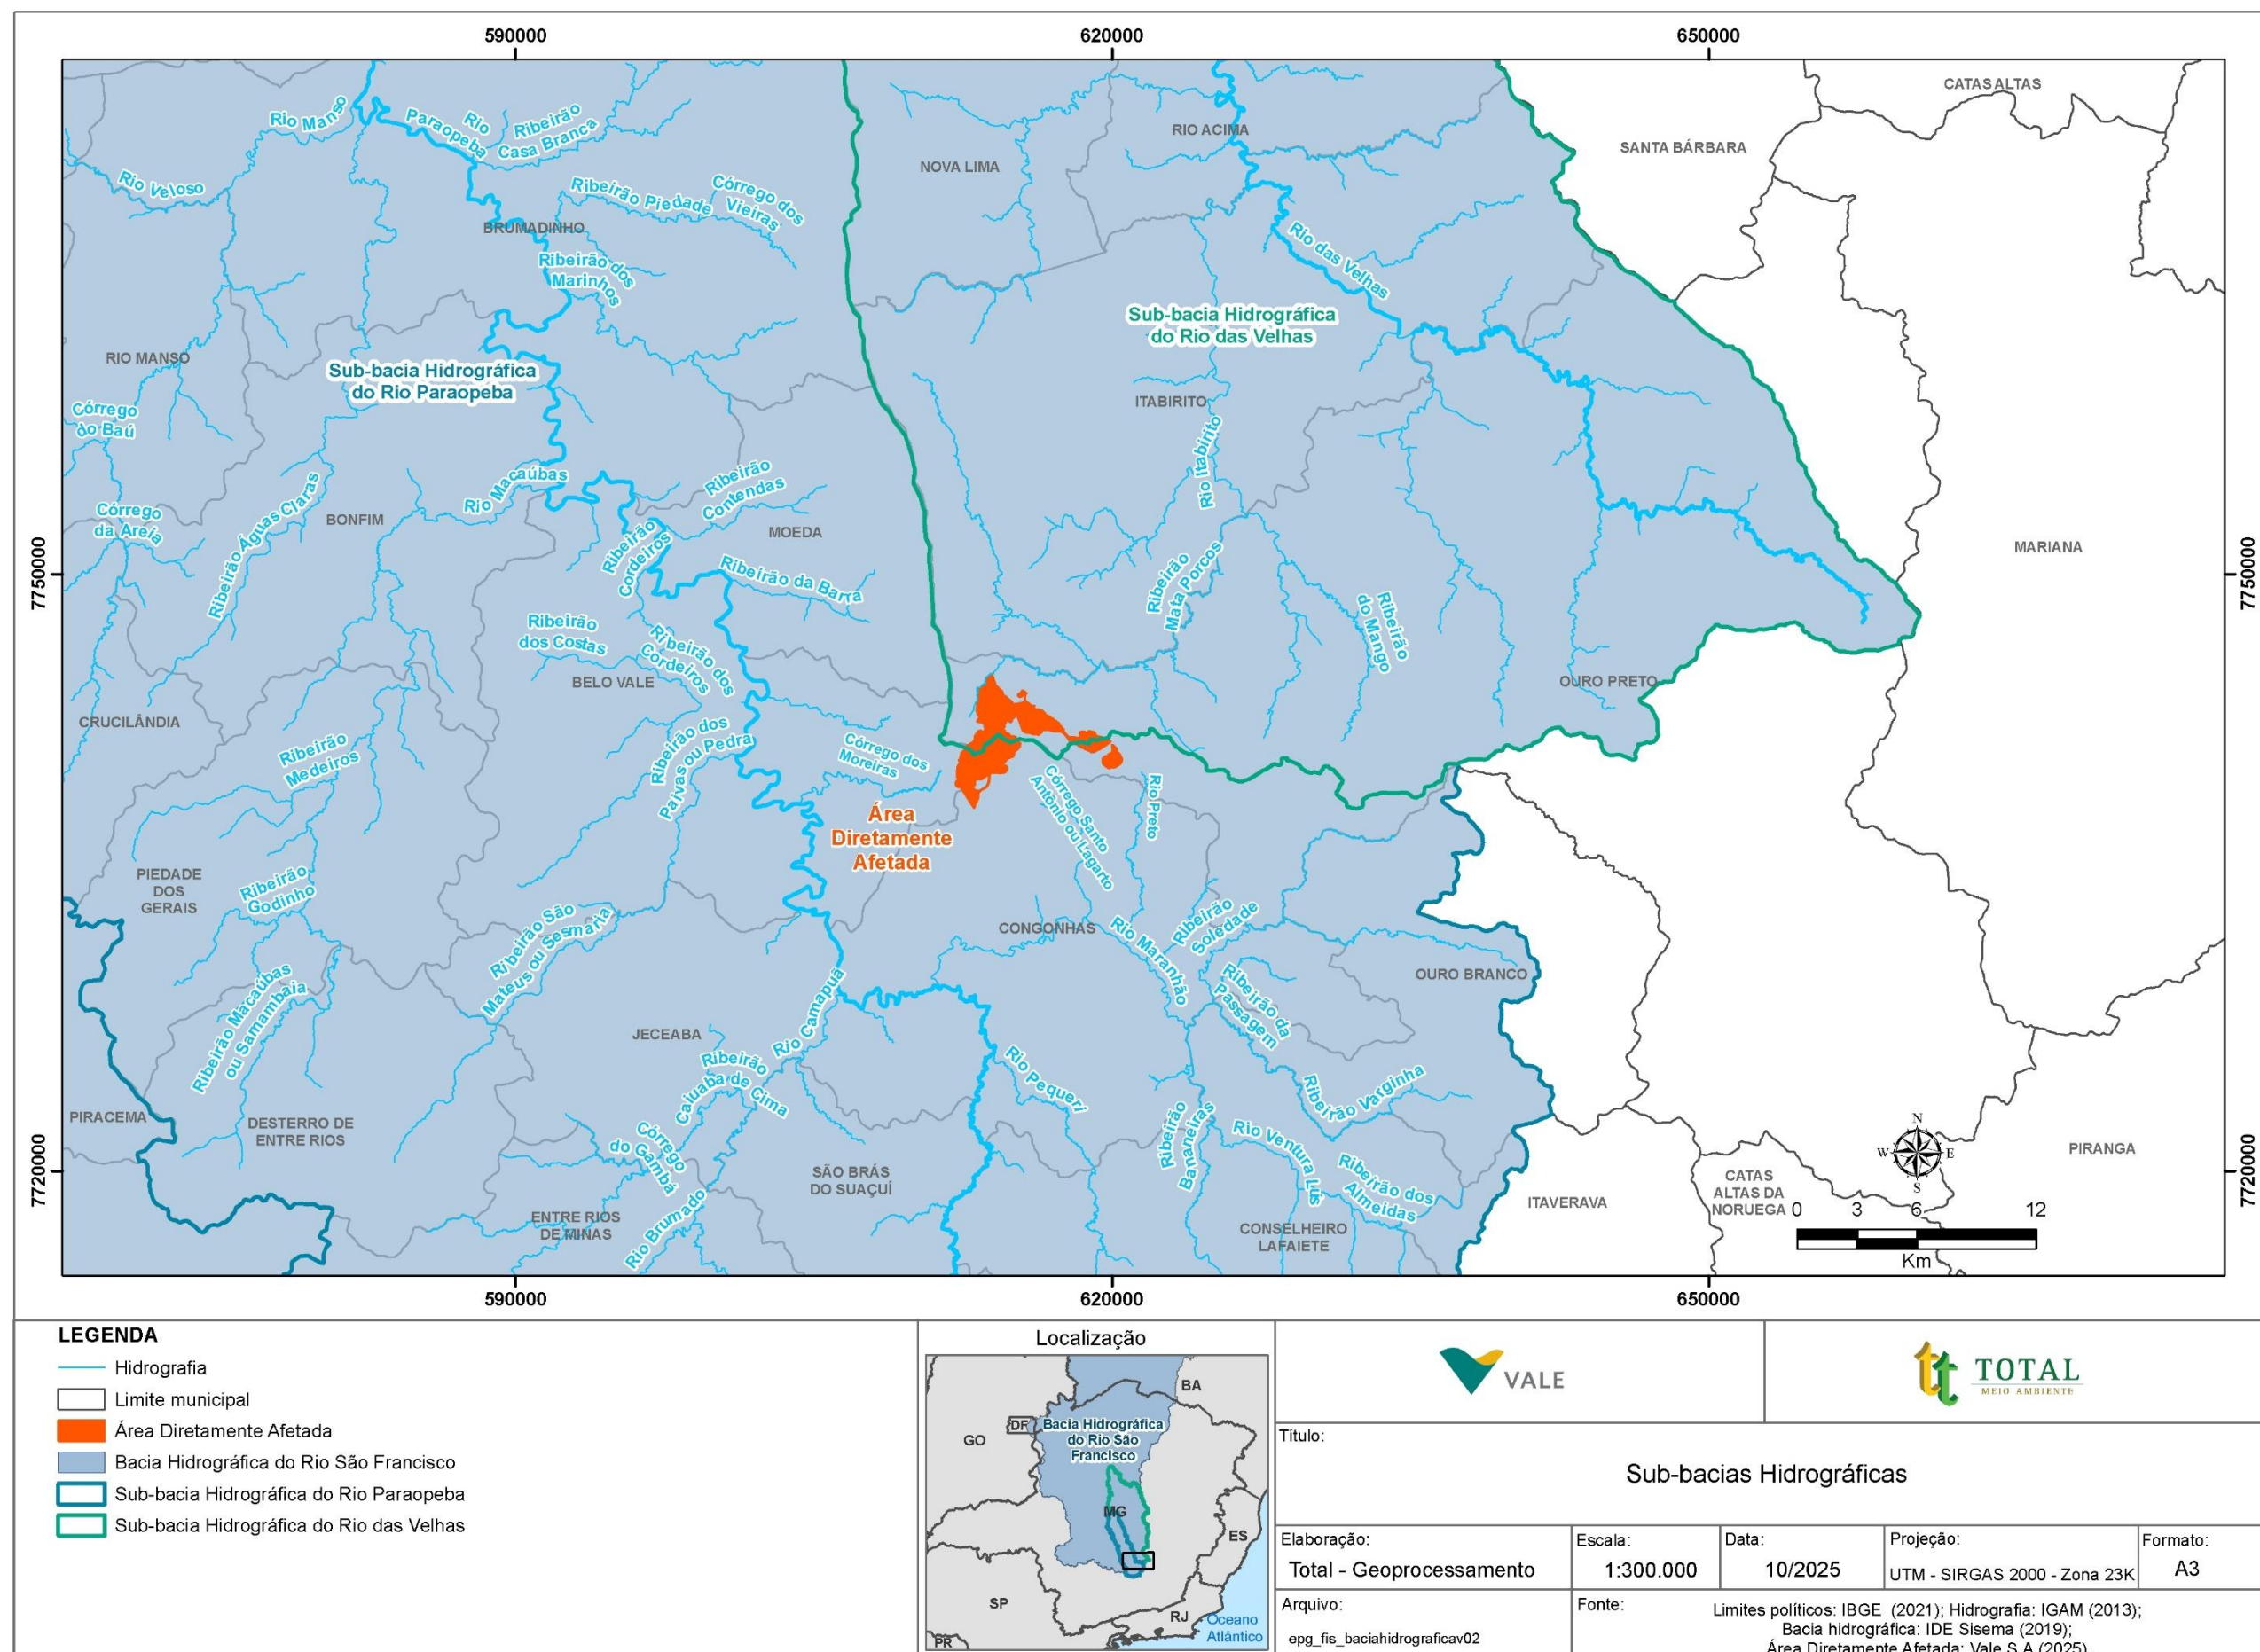 590000
620000
650000
CATAS ALTAS
Rio Manso
Rio
Paraopeba
Ribeirão
Casa Branca
RIO ACIMA
SANTA BÁRBARA
NOVA LIMA
Rio Veloso
Ribeirão Piedade
Córrego dos
Vieiras
BRUMADINHO
Ribeirão dos
Marinhos
Rio das Velhas
Sub-bacia Hidrográfica
do Rio das Velhas
RIO MANSO
Sub-bacia Hidrográfica
do Rio Paraopeba
ITABIRITO
Córrego
do Baú
Rio Itabirito
Rio Macaúbas
Ribeirão
Contendas
Córrego
da Areia
Ribeirão Águas Claras
BONFIM
MOEDA
MARIANA
Ribeirão
Cordeiros
7750000
7750000
Ribeirão da Barra
Ribeirão
Mata Porcos
Ribeirão
do Mango
Ribeirão
dos Costas
Ribeirão dos
Cordeiros
BELO VALE
OURO PRETO
CRUCILÂNDIA
Ribeirão
Medeiros
Ribeirão dos
Paivas ou Pedra
Córrego dos
Moreiras
Córrego Santo
Antônio ou Lagarto
Rio Preto
Área
Diretamente
Afetada
PIEDADE
DOS
GERAIS
Ribeirão
Godinho
Ribeirão São
Mateus ou Sesmaria
CONGONHAS
Rio Maranhão
Ribeirão
Soledade
OURO BRANCO
Ribeirão Macaúbas
ou Samambaia
Ribeirão da
Passagem
JECEABA
Rio Camapuã
Ribeirão
Caiuaba de Cima
Rio Pequeri
Ribeirão Varginha
PIRACEMA
DESTERRO DE
ENTRE RIOS
Córrego
do Gambá
Ribeirão
Bananeiras
Rio Ventura Luís
Ribeirão dos
Almeidas
N
W
E
S
PIRANGA
7720000
7720000
SÃO BRÁS
DO SUAÇUÍ
ITAVERAVA
CATAS
ALTAS DA
NORUEGA
0 3 6 12
Km
ENTRE RIOS
DE MINAS
Rio Brumado
CONSELHEIRO
LAFAIETE
590000
620000
650000
LEGENDA
Hidrografia
Limite municipal
Área Diretamente Afetada
Bacia Hidrográfica do Rio São Francisco
Sub-bacia Hidrográfica do Rio Paraopeba
Sub-bacia Hidrográfica do Rio das Velhas
Localização
BA
DF
GO
Bacia Hidrográfica
do Rio São
Francisco
MG
ES
SP
RJ
Oceano
Atlântico
PR
VALE
TOTAL
MEIO AMBIENTE
Título:
Sub-bacias Hidrográficas
Elaboração:
Total - Geoprocessamento
Escala:
1:300.000
Data:
10/2025
Projeção:
UTM - SIRGAS 2000 - Zona 23K
Formato:
A3
Arquivo:
epg_fis_baciahidrograficav02
Fonte:
Limites políticos: IBGE (2021); Hidrografia: IGAM (2013);
Bacia hidrográfica: IDE Sisema (2019);
Área Diretamente Afetada: Vale S.A (2025)